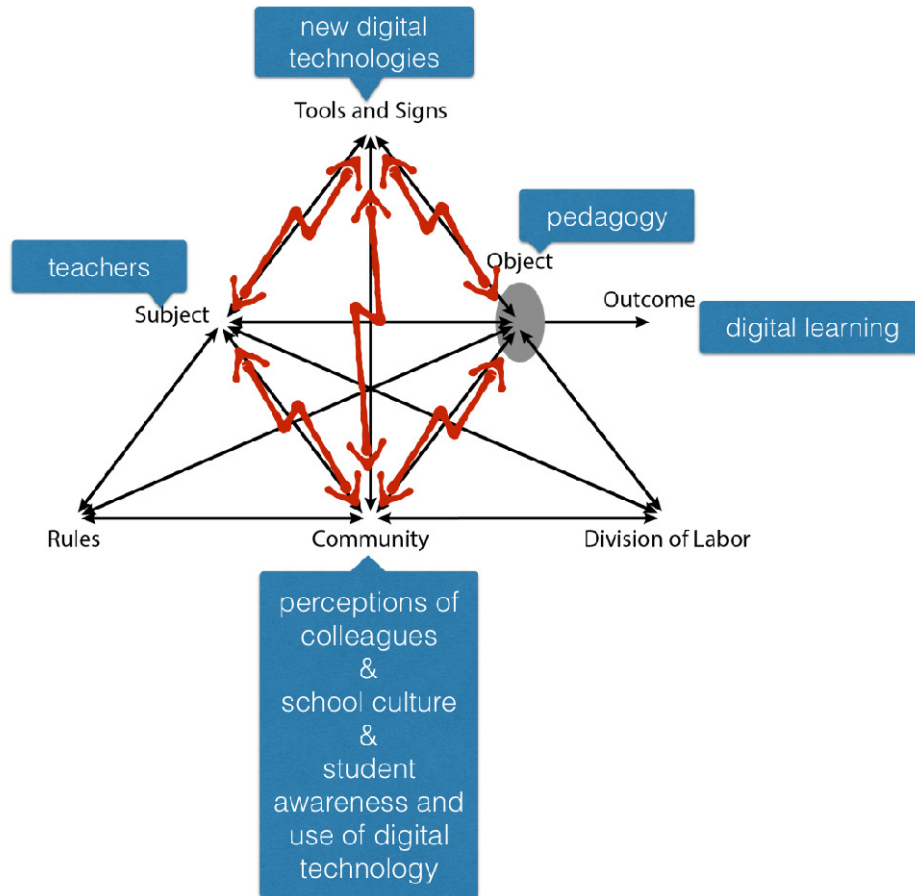 new digital
technologies
Tools and Signs
pedagogy
Object
teachers
Subject
Outcome
digital learning
Rules
Community
Division of Labor
perceptions of
colleagues
&
school culture
&
student
awareness and
use of digital
technology